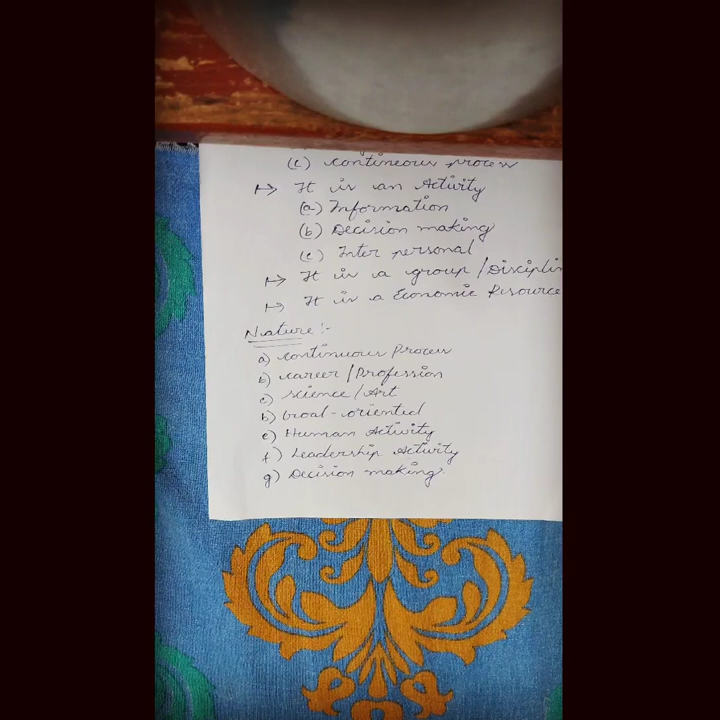 (c) contineous process
↦ It is an Activity
(a) Information
(b) Decision making
(c) Inter personal
↦ It is a group / Disciplin
↦ It is a Economic Resource
Nature :-
a) continuous Process
b) career / Profession
c) science / Art
b) Goal-oriented
e) Human Activity
f) Leadership Activity
g) Decision making.